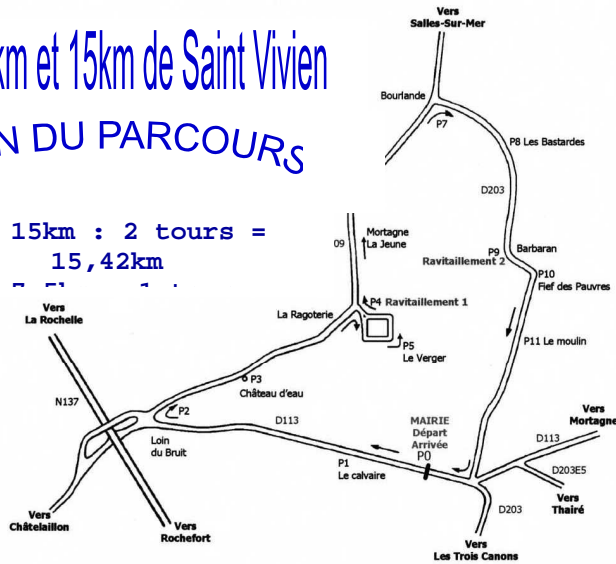 km et 15km de Saint Vivien
N DU PARCOURS
15km : 2 tours =
15,42km
Vers
Salles-Sur-Mer
Bourlande
P7
P8 Les Bastardes
D203
P9
Barbaran
Ravitaillement 2
P10
Fief des Pauvres
09
Mortagne
La Jeune
P4 Ravitaillement 1
La Ragoterie
P5
Le Verger
P11 Le moulin
Vers
La Rochelle
N137
P3
Château d'eau
P2
Loin
du Bruit
D113
MAIRIE
Départ
Arrivée
P0
P1
Le calvaire
Vers
Mortagne
D113
D203E5
Vers
Thairé
D203
Vers
Châtelaillon
Vers
Rochefort
Vers
Les Trois Canons